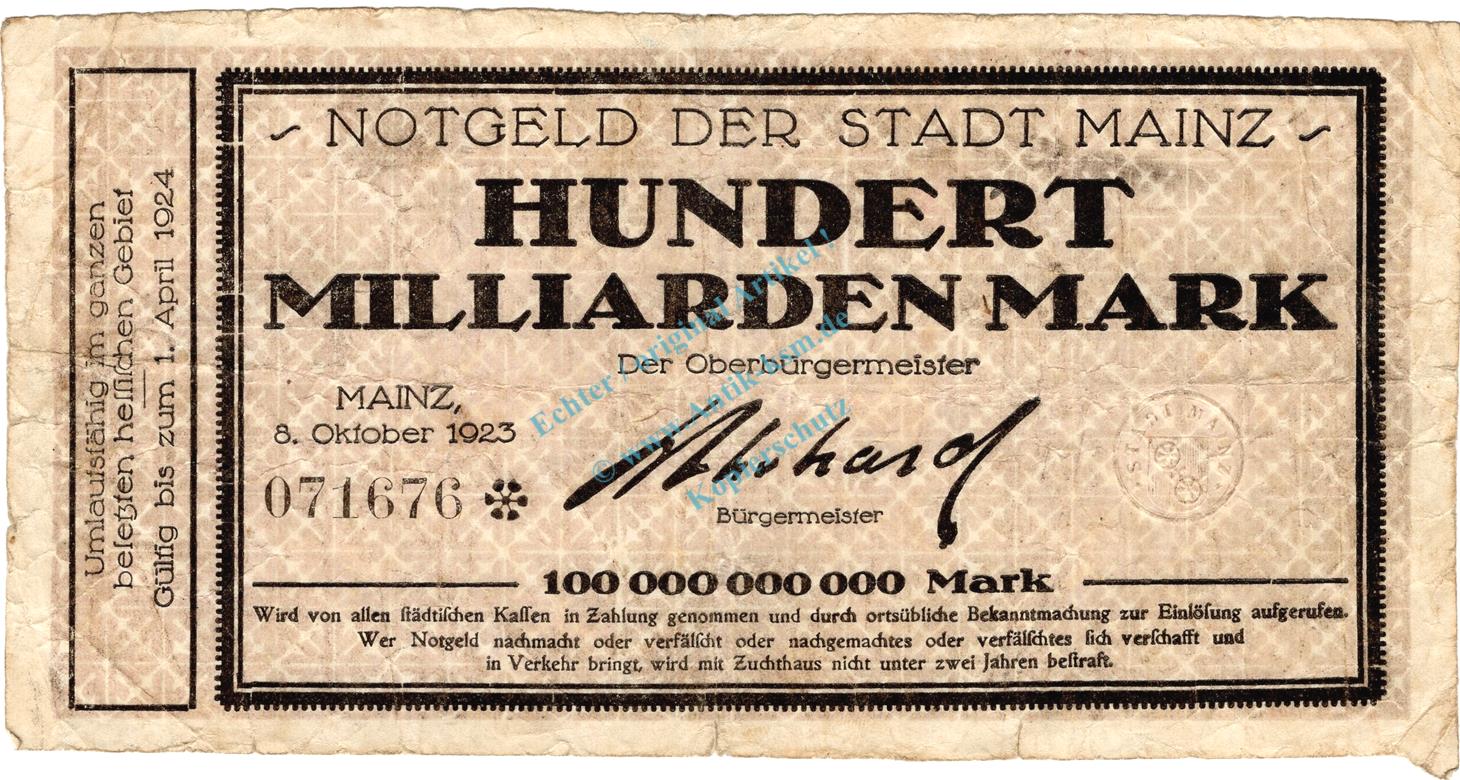 Umlaufsfähig im ganzen
beſetzten heſſiſchen Gebiet
Gültig bis zum 1. April 1924
~ NOTGELD DER STADT MAINZ ~
HUNDERT
MILLIARDEN MARK
Der Oberbürgermeister
MAINZ,
8. Oktober 1923
071676
Bürgermeister
STADT MAINZ
100 000 000 000 Mark
Wird von allen ſtädtiſchen Kaſſen in Zahlung genommen und durch ortsübliche Bekanntmachung zur Einlöſung aufgerufen.
Wer Notgeld nachmacht oder verfälſcht oder nachgemachtes oder verfälſchtes ſich verſchafft und
in Verkehr bringt, wird mit Zuchthaus nicht unter zwei Jahren beſtraft.
Echter / original Artikel !
© www.Antik-bsm.de
Kopierschutz